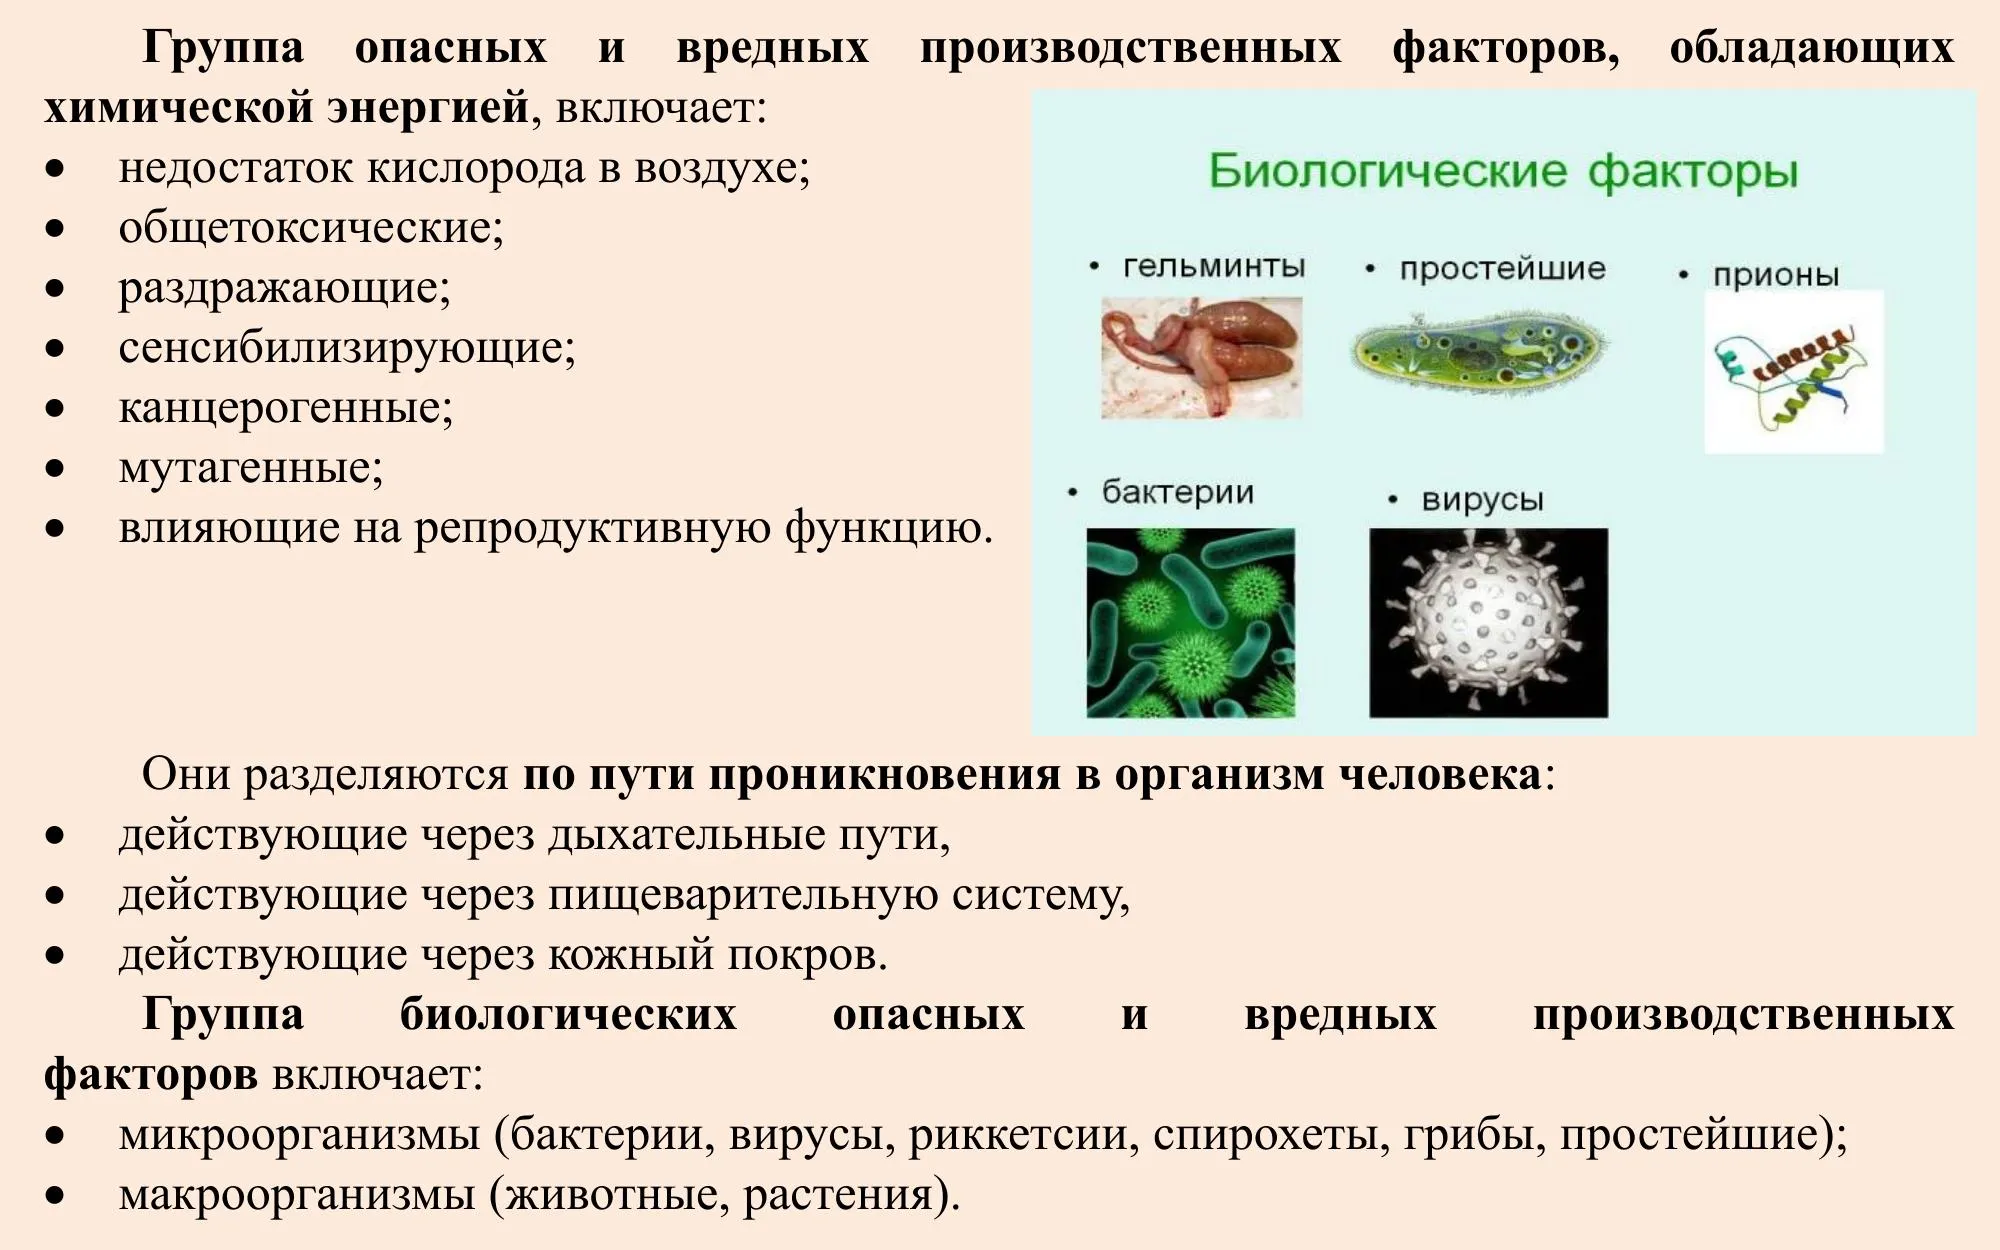 Группа опасных и вредных производственных факторов, обладающих
химической энергией, включает:
• недостаток кислорода в воздухе;
• общетоксические;
• раздражающие;
• сенсибилизирующие;
• канцерогенные;
• мутагенные;
• влияющие на репродуктивную функцию.
Биологические факторы
• гельминты
• простейшие
• прионы
• бактерии
• вирусы
Они разделяются по пути проникновения в организм человека:
• действующие через дыхательные пути,
• действующие через пищеварительную систему,
• действующие через кожный покров.
Группа биологических опасных и вредных производственных
факторов включает:
• микроорганизмы (бактерии, вирусы, риккетсии, спирохеты, грибы, простейшие);
• макроорганизмы (животные, растения).